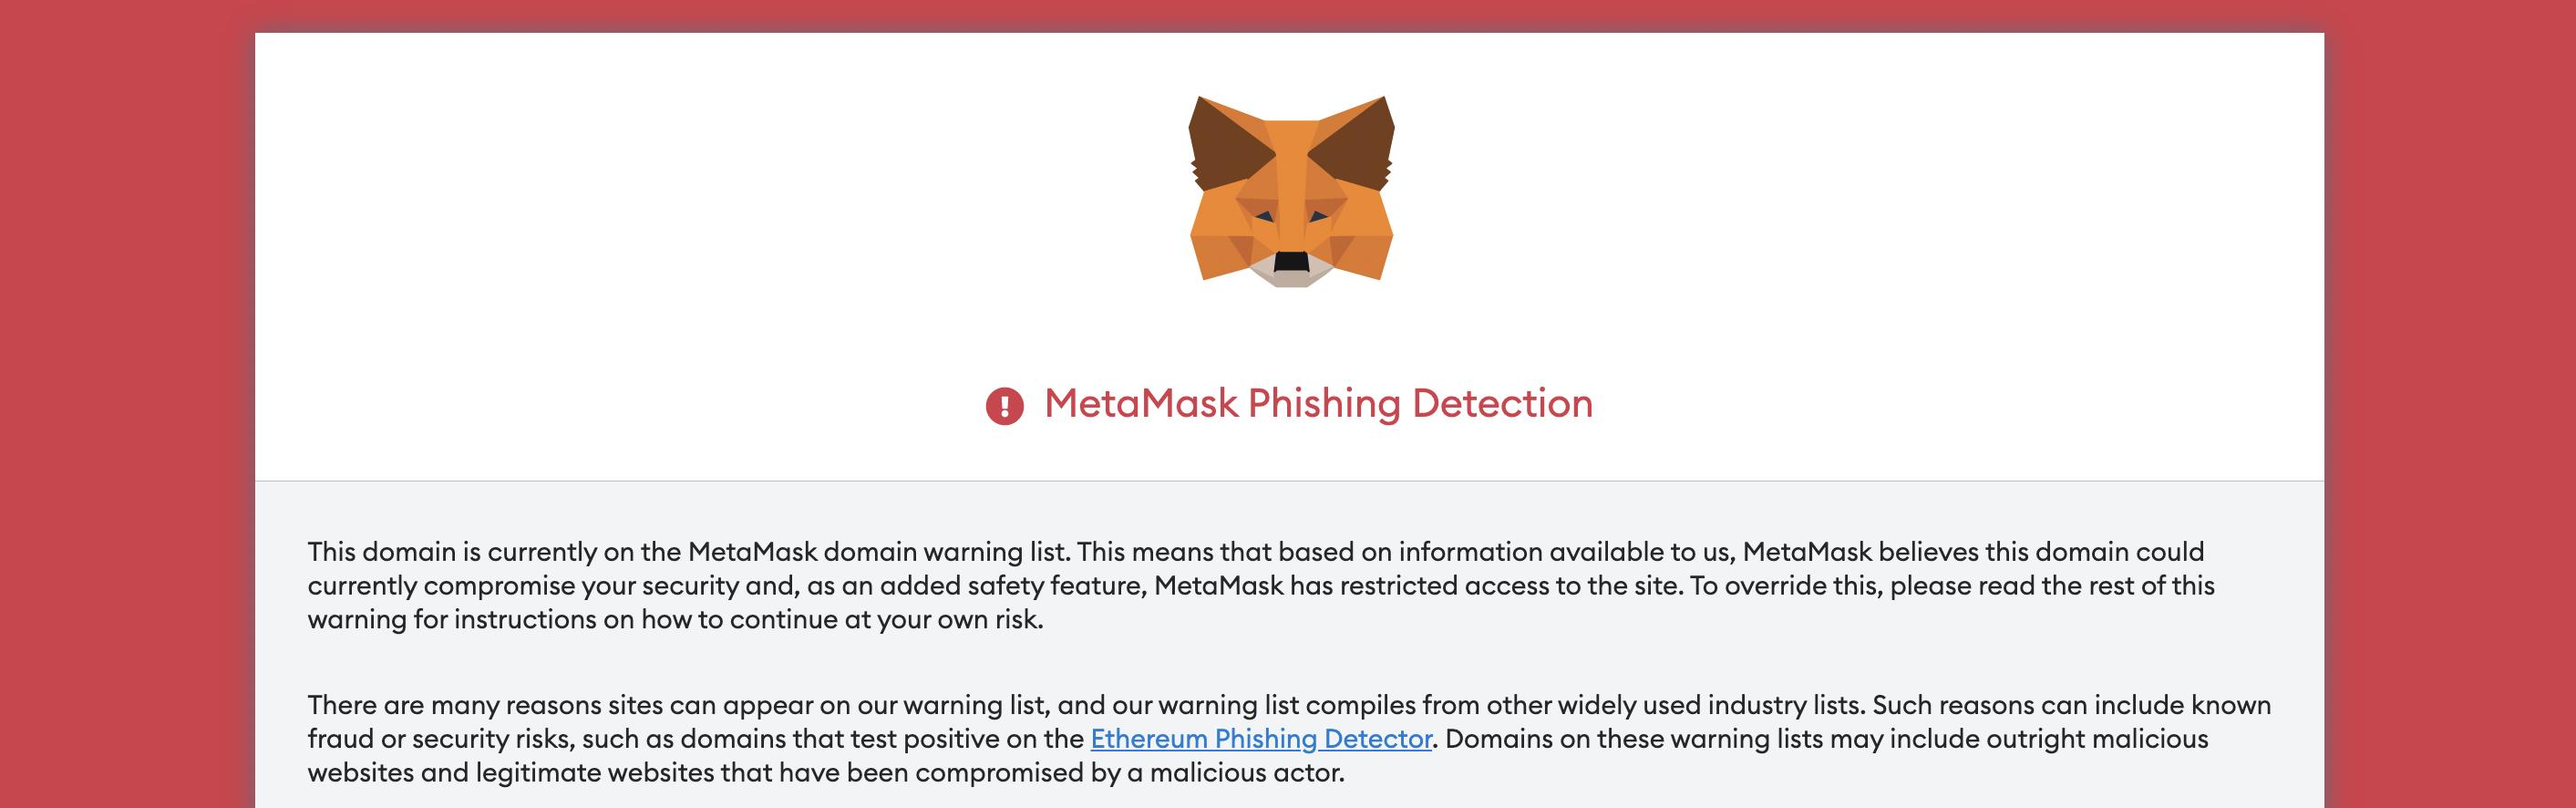 MetaMask Phishing Detection
This domain is currently on the MetaMask domain warning list. This means that based on information available to us, MetaMask believes this domain could
currently compromise your security and, as an added safety feature, MetaMask has restricted access to the site. To override this, please read the rest of this
warning for instructions on how to continue at your own risk.
There are many reasons sites can appear on our warning list, and our warning list compiles from other widely used industry lists. Such reasons can include known
fraud or security risks, such as domains that test positive on the Ethereum Phishing Detector. Domains on these warning lists may include outright malicious
websites and legitimate websites that have been compromised by a malicious actor.